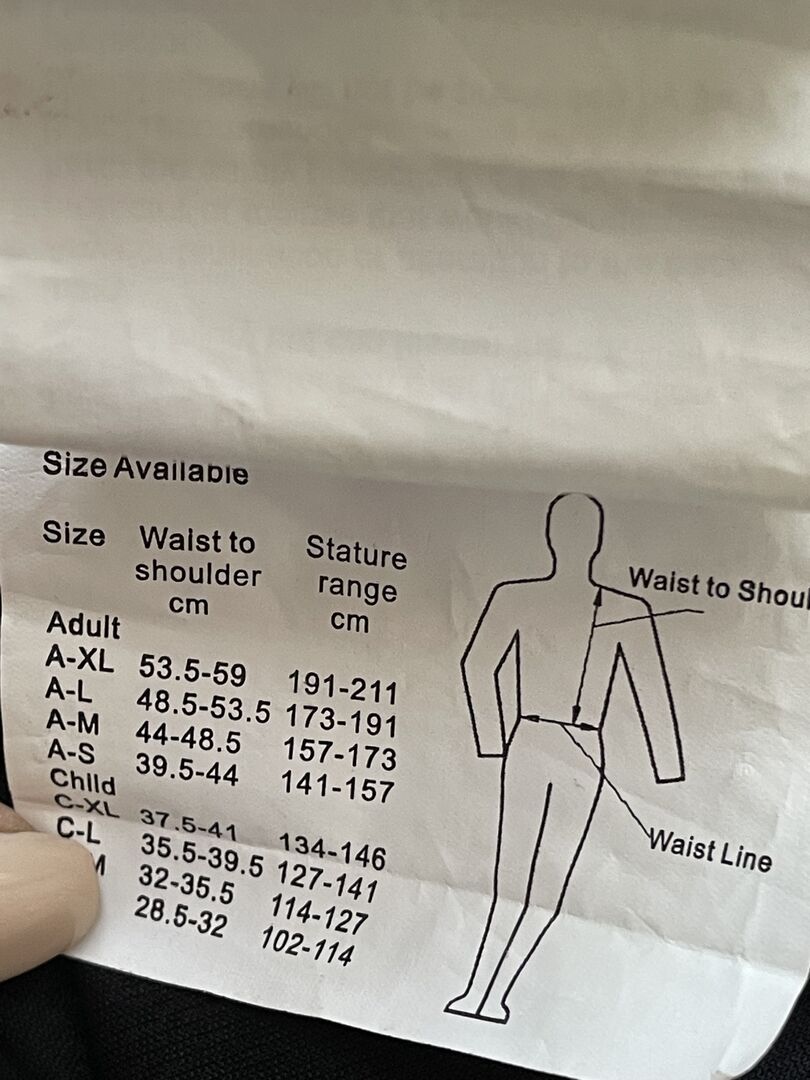 Size Available
Size Waist to shoulder cm Stature range cm
Adult
A-XL 53.5-59 191-211
A-L 48.5-53.5 173-191
A-M 44-48.5 157-173
A-S 39.5-44 141-157
Child
C-XL 37.5-41 134-146
C-L 35.5-39.5 127-141
M 32-35.5 114-127
28.5-32 102-114
Waist to Shoul
Waist Line